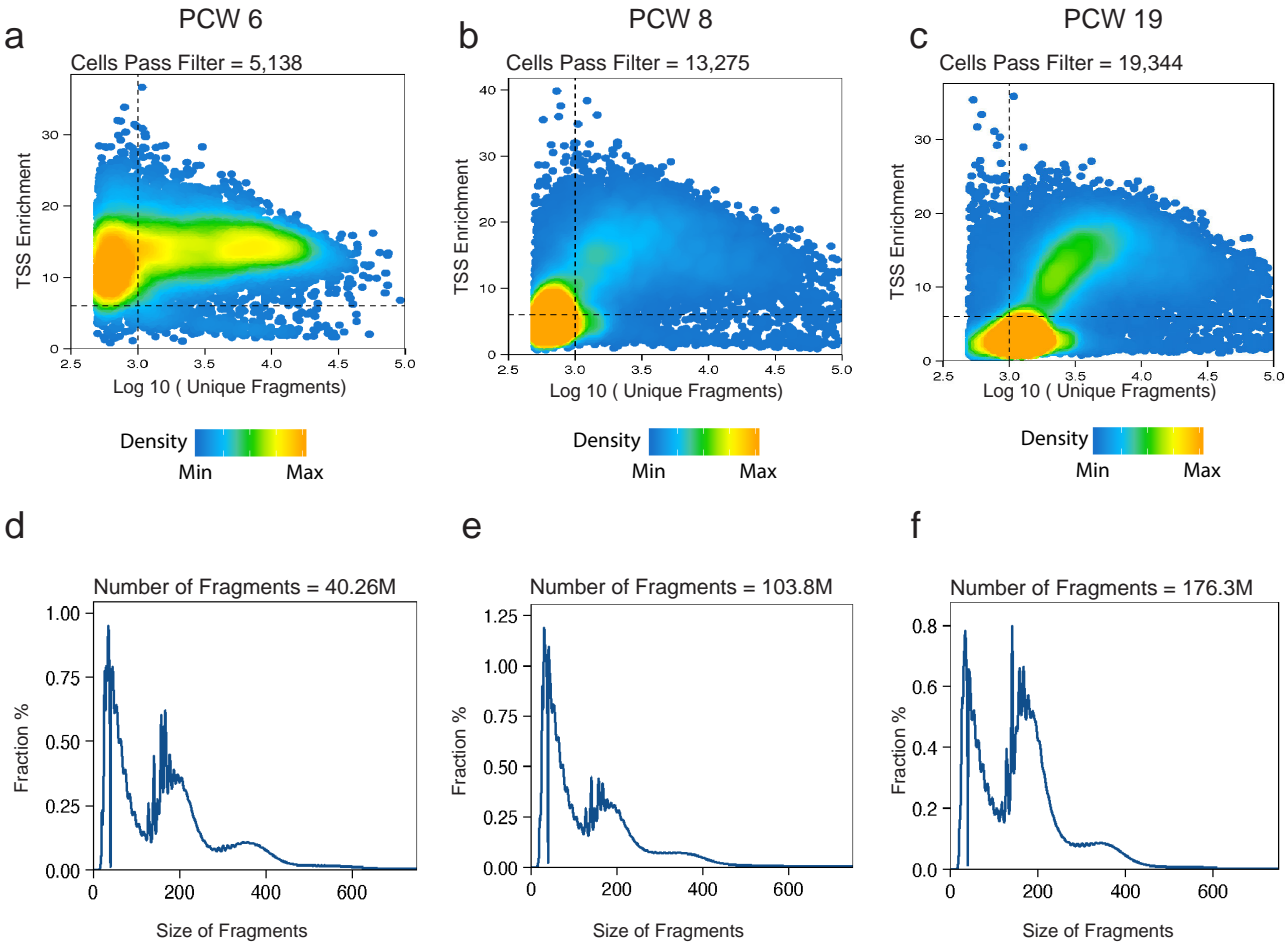 PCW 6
PCW 8
PCW 19
a
b
c
Cells Pass Filter = 5,138
Cells Pass Filter = 13,275
Cells Pass Filter = 19,344
TSS Enrichment
30
20
10
0
2.5 3.0 3.5 4.0 4.5 5.0
Log 10 ( Unique Fragments)
TSS Enrichment
40
30
20
10
0
2.5 3.0 3.5 4.0 4.5 5.0
Log 10 ( Unique Fragments)
TSS Enrichment
30
20
10
0
2.5 3.0 3.5 4.0 4.5 5.0
Log 10 ( Unique Fragments)
Density
Min Max
Density
Min Max
Density
Min Max
d
e
f
Number of Fragments = 40.26M
Number of Fragments = 103.8M
Number of Fragments = 176.3M
Fraction %
1.00
0.75
0.50
0.25
0.00
0 200 400 600
Size of Fragments
Fraction %
1.25
1.00
0.75
0.50
0.25
0.00
0 200 400 600
Size of Fragments
Fraction %
0.8
0.6
0.4
0.2
0.0
0 200 400 600
Size of Fragments